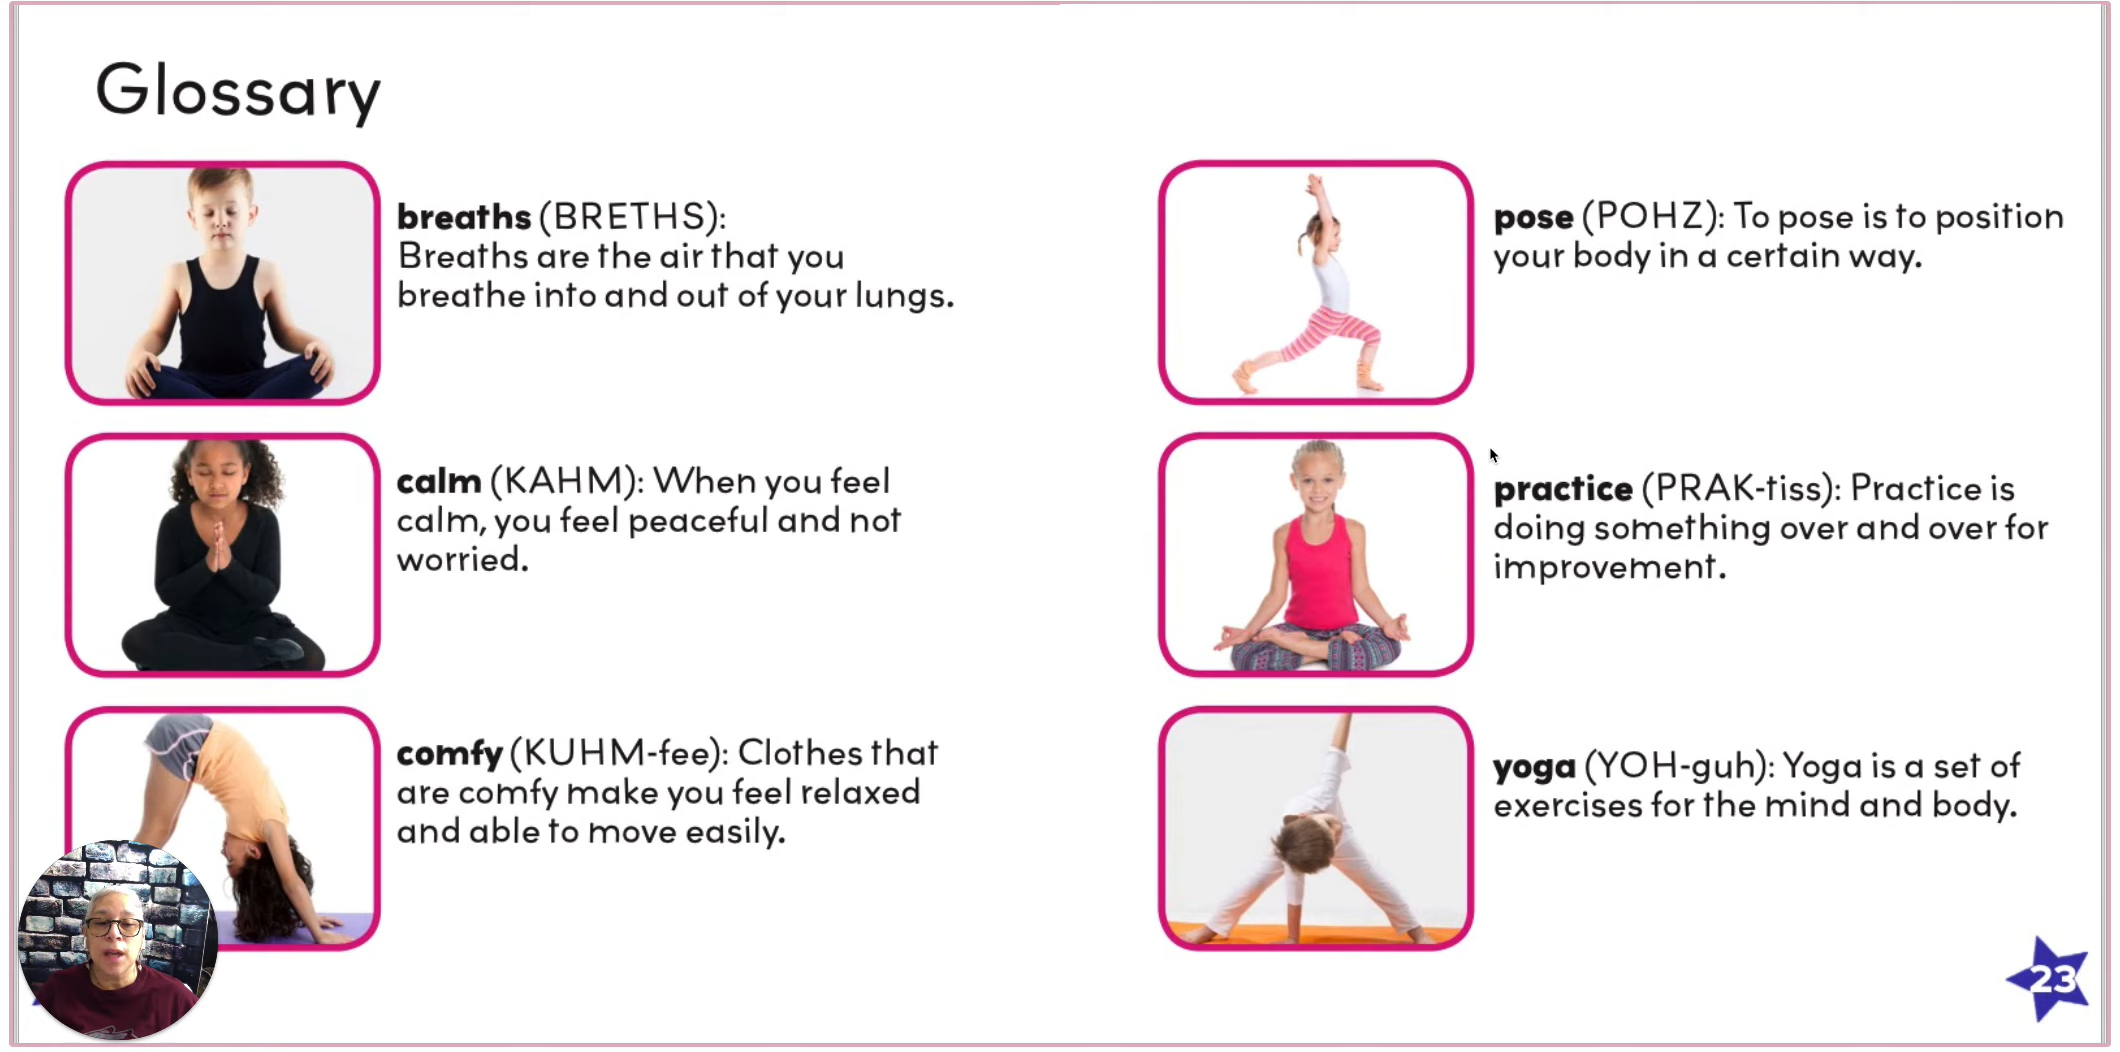 Glossary
breaths (BRETHS):
Breaths are the air that you
breathe into and out of your lungs.
calm (KAHM): When you feel
calm, you feel peaceful and not
worried.
comfy (KUHM-fee): Clothes that
are comfy make you feel relaxed
and able to move easily.
pose (POHZ): To pose is to position
your body in a certain way.
practice (PRAK-tiss): Practice is
doing something over and over for
improvement.
yoga (YOH-guh): Yoga is a set of
exercises for the mind and body.
23